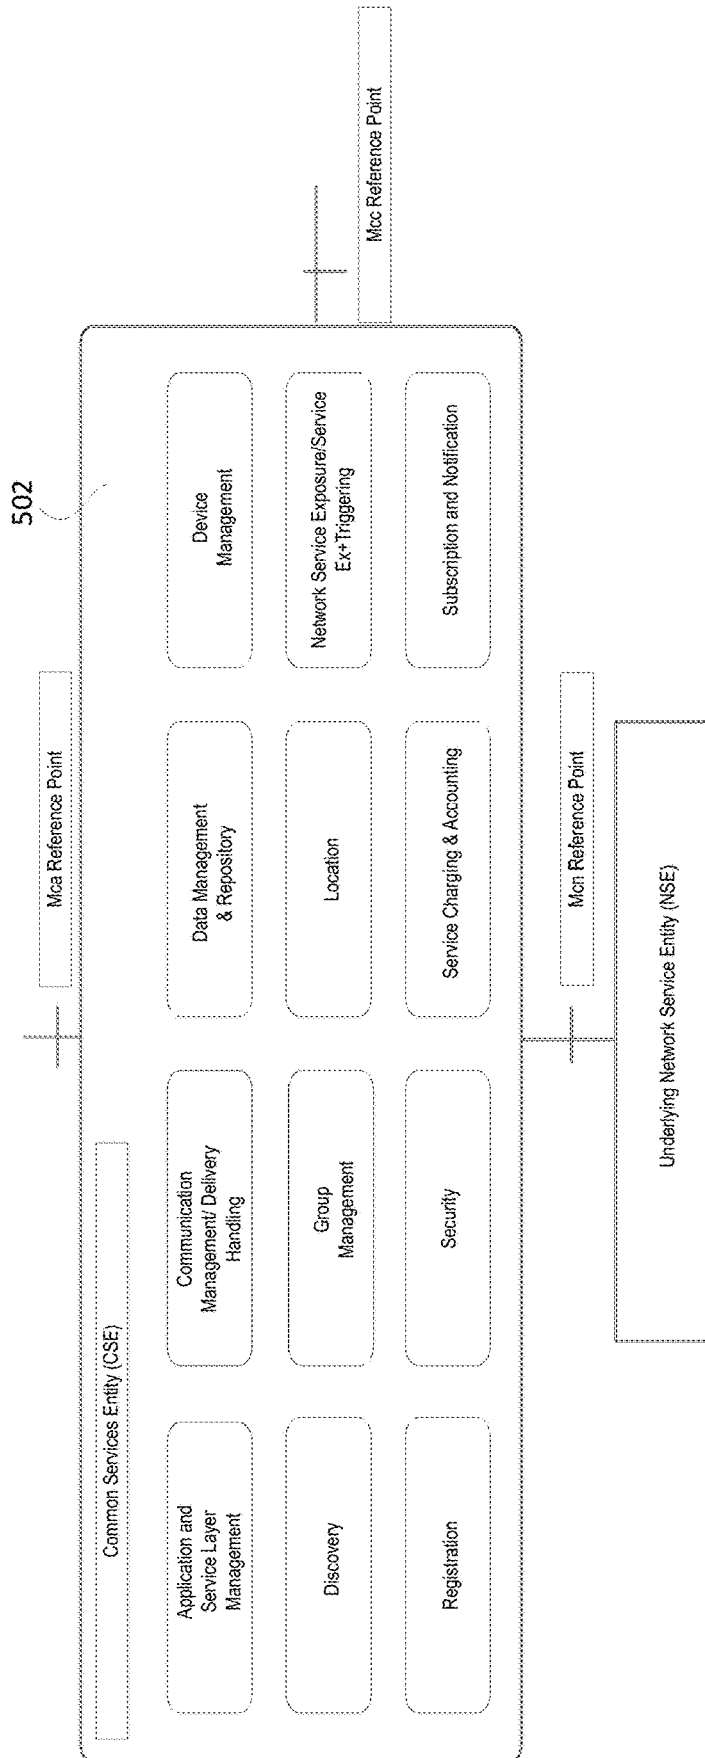 502
Mca Reference Point
Mcc Reference Point
Common Services Entity (CSE)
Application and
Service Layer
Management
Communication
Management/ Delivery
Handling
Data Management
& Repository
Device
Management
Discovery
Group
Management
Location
Network Service Exposure/Service
Ex+Triggering
Registration
Security
Service Charging & Accounting
Subscription and Notification
Mcn Reference Point
Underlying Network Service Entity (NSE)